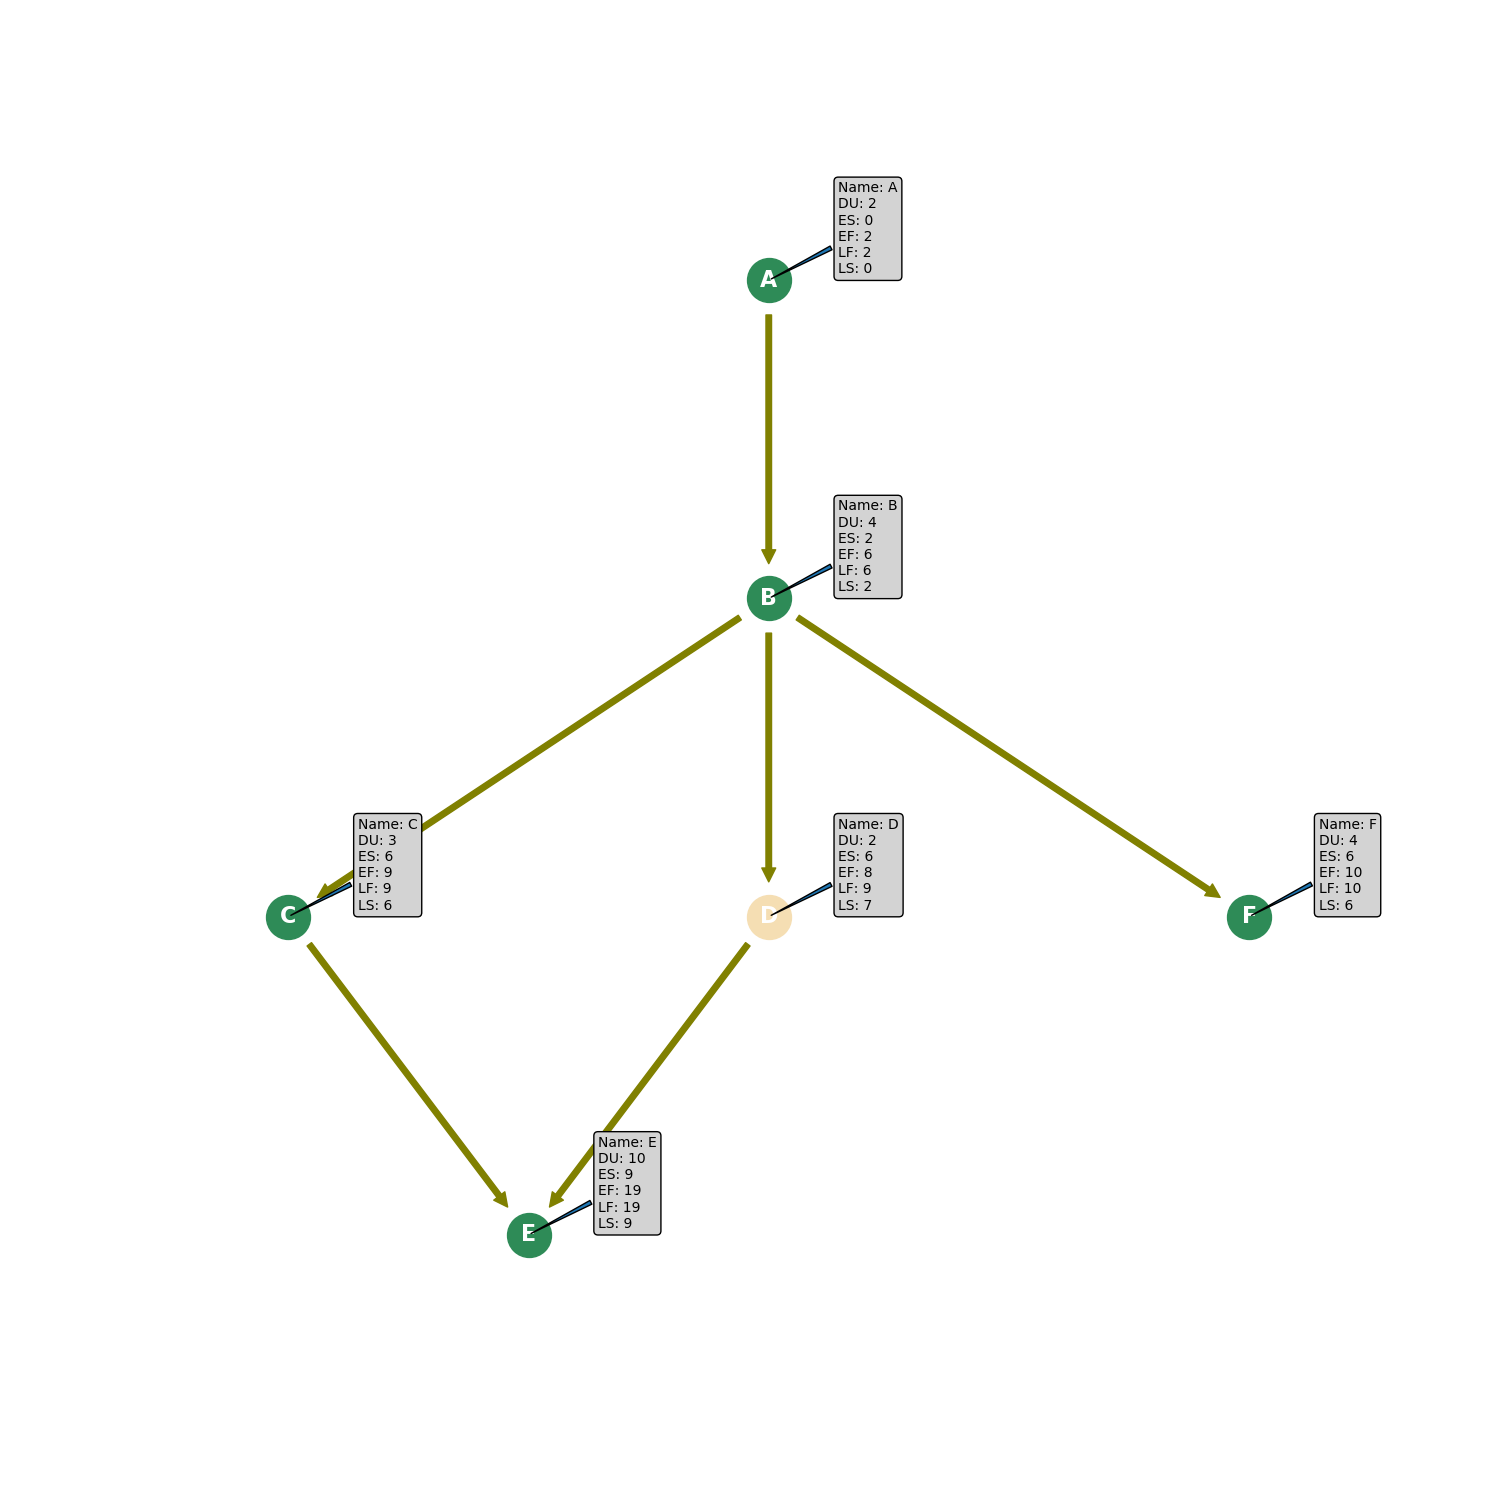 Name: A
DU: 2
ES: 0
EF: 2
LF: 2
LS: 0
A
Name: B
DU: 4
ES: 2
EF: 6
LF: 6
LS: 2
B
Name: C
DU: 3
ES: 6
EF: 9
LF: 9
LS: 6
C
Name: D
DU: 2
ES: 6
EF: 8
LF: 9
LS: 7
D
Name: F
DU: 4
ES: 6
EF: 10
LF: 10
LS: 6
F
Name: E
DU: 10
ES: 9
EF: 19
LF: 19
LS: 9
E